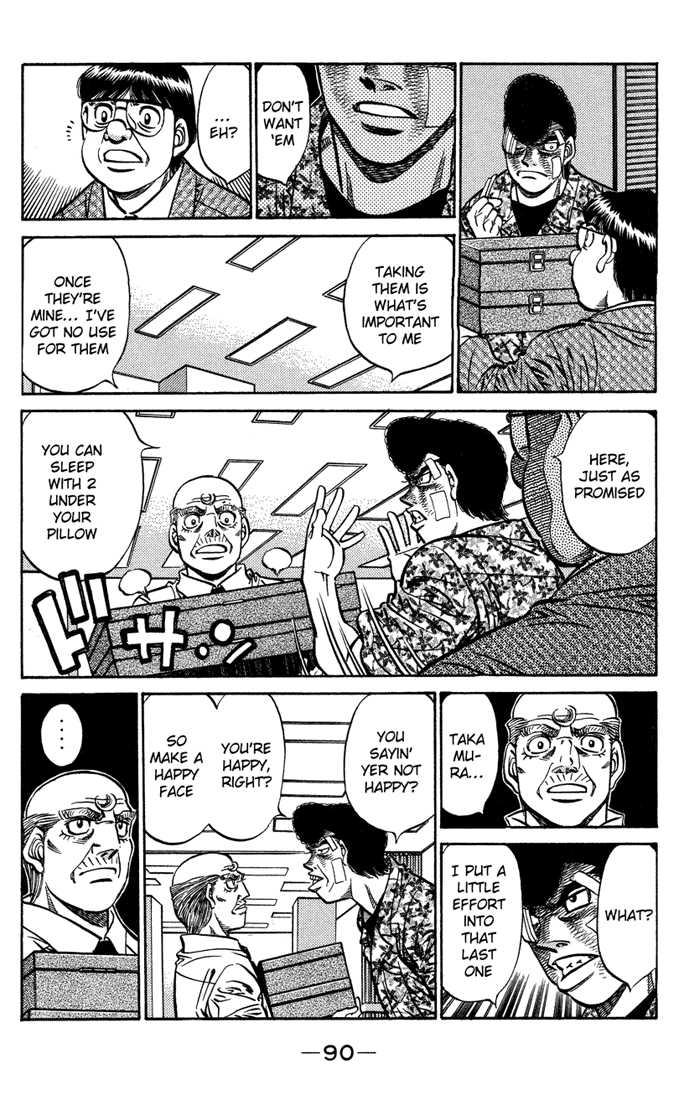 DON'T
WANT
'EM
...
EH?
TAKING
THEM IS
WHAT'S
IMPORTANT
TO ME
ONCE
THEY'RE
MINE... I'VE
GOT NO USE
FOR THEM
HERE,
JUST AS
PROMISED
YOU CAN
SLEEP
WITH 2
UNDER
YOUR
PILLOW
ドサッ
TAKA
MU-
RA...
WHAT?
I PUT A
LITTLE
EFFORT
INTO
THAT
LAST
ONE
YOU
SAYIN'
YER NOT
HAPPY?
YOU'RE
HAPPY,
RIGHT?
SO
MAKE A
HAPPY
FACE
...
—90—